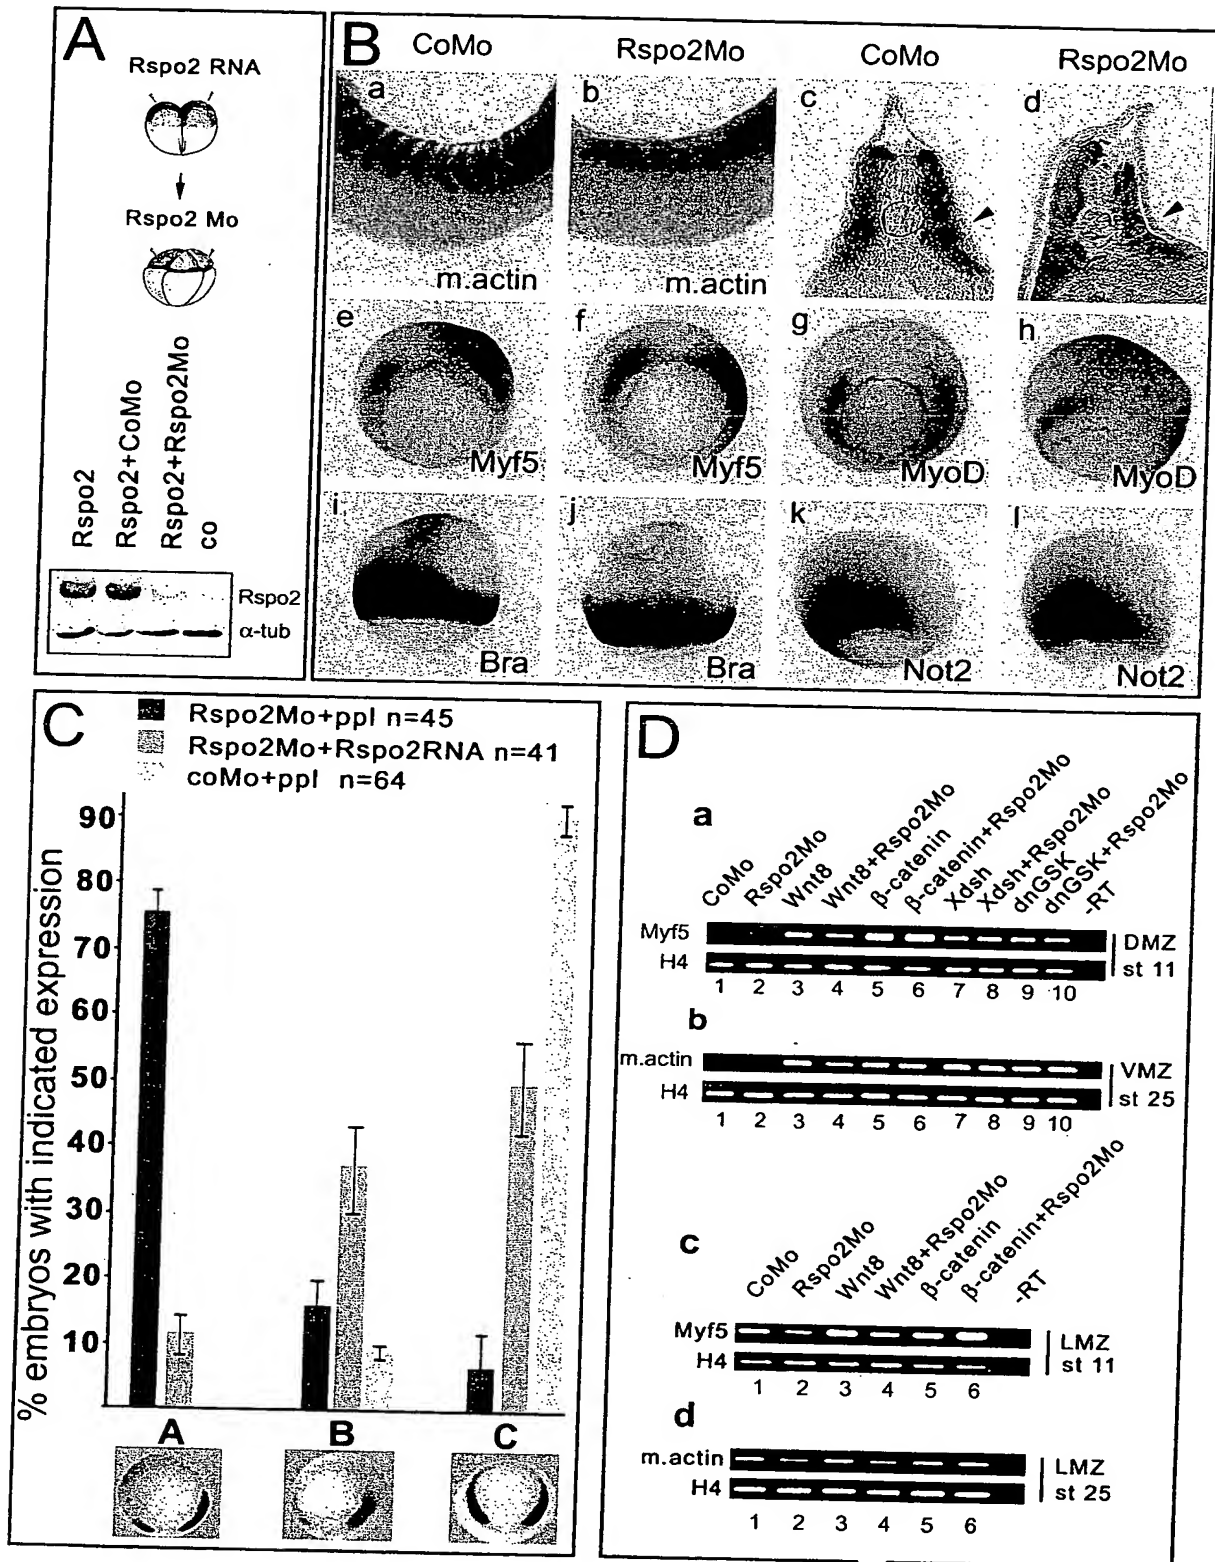 A
Rspo2 RNA
Rspo2 Mo
Rspo2
Rspo2+CoMo
Rspo2+Rspo2Mo
co
Rspo2
α-tub
B
CoMo
Rspo2Mo
CoMo
Rspo2Mo
a
m.actin
b
m.actin
c
d
e
Myf5
f
Myf5
g
MyoD
h
MyoD
i
Bra
j
Bra
k
Not2
l
Not2
C
Rspo2Mo+ppl n=45
Rspo2Mo+Rspo2RNA n=41
coMo+ppl n=64
% embryos with indicated expression
90
80
70
60
50
40
30
20
10
A
B
C
D
a
CoMo
Rspo2Mo
Wnt8
Wnt8+Rspo2Mo
β-catenin
β-catenin+Rspo2Mo
Xdsh
Xdsh+Rspo2Mo
dnGSK
dnGSK+Rspo2Mo
-RT
Myf5
H4
DMZ
st 11
1 2 3 4 5 6 7 8 9 10
b
m.actin
H4
VMZ
st 25
1 2 3 4 5 6 7 8 9 10
c
CoMo
Rspo2Mo
Wnt8
Wnt8+Rspo2Mo
β-catenin
β-catenin+Rspo2Mo
-RT
Myf5
H4
LMZ
st 11
1 2 3 4 5 6
d
m.actin
H4
LMZ
st 25
1 2 3 4 5 6